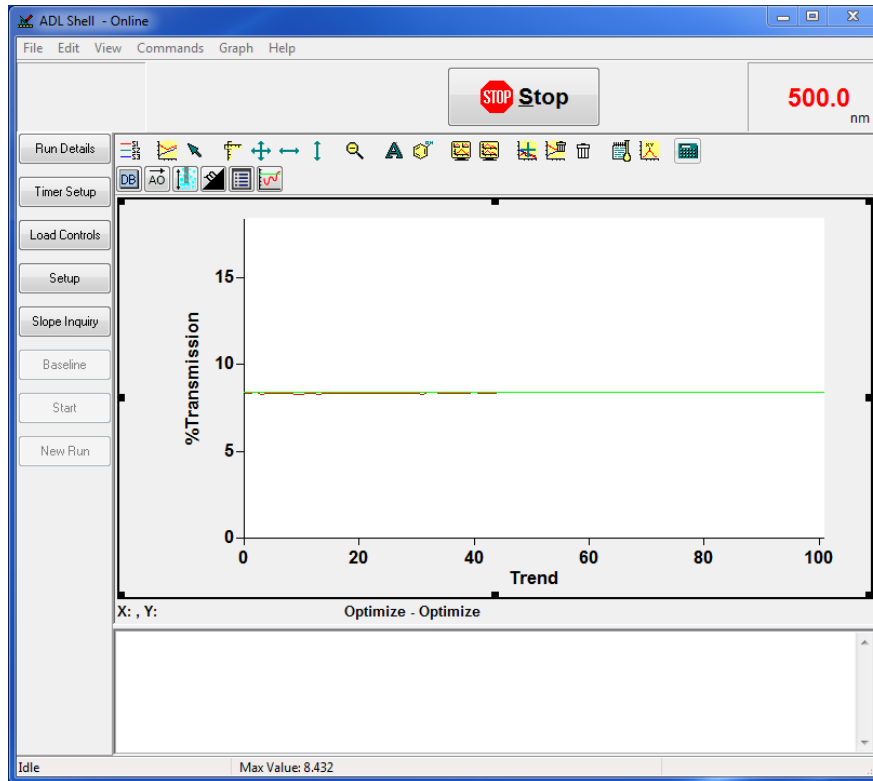 ADL Shell - Online
File Edit View Commands Graph Help
STOP Stop
500.0
nm
Run Details
Timer Setup
DB AO
Load Controls
Setup
Slope Inquiry
Baseline
Start
New Run
%Transmission
15
10
5
0
0 20 40 60 80 100
Trend
X: , Y: Optimize - Optimize
Idle Max Value: 8.432